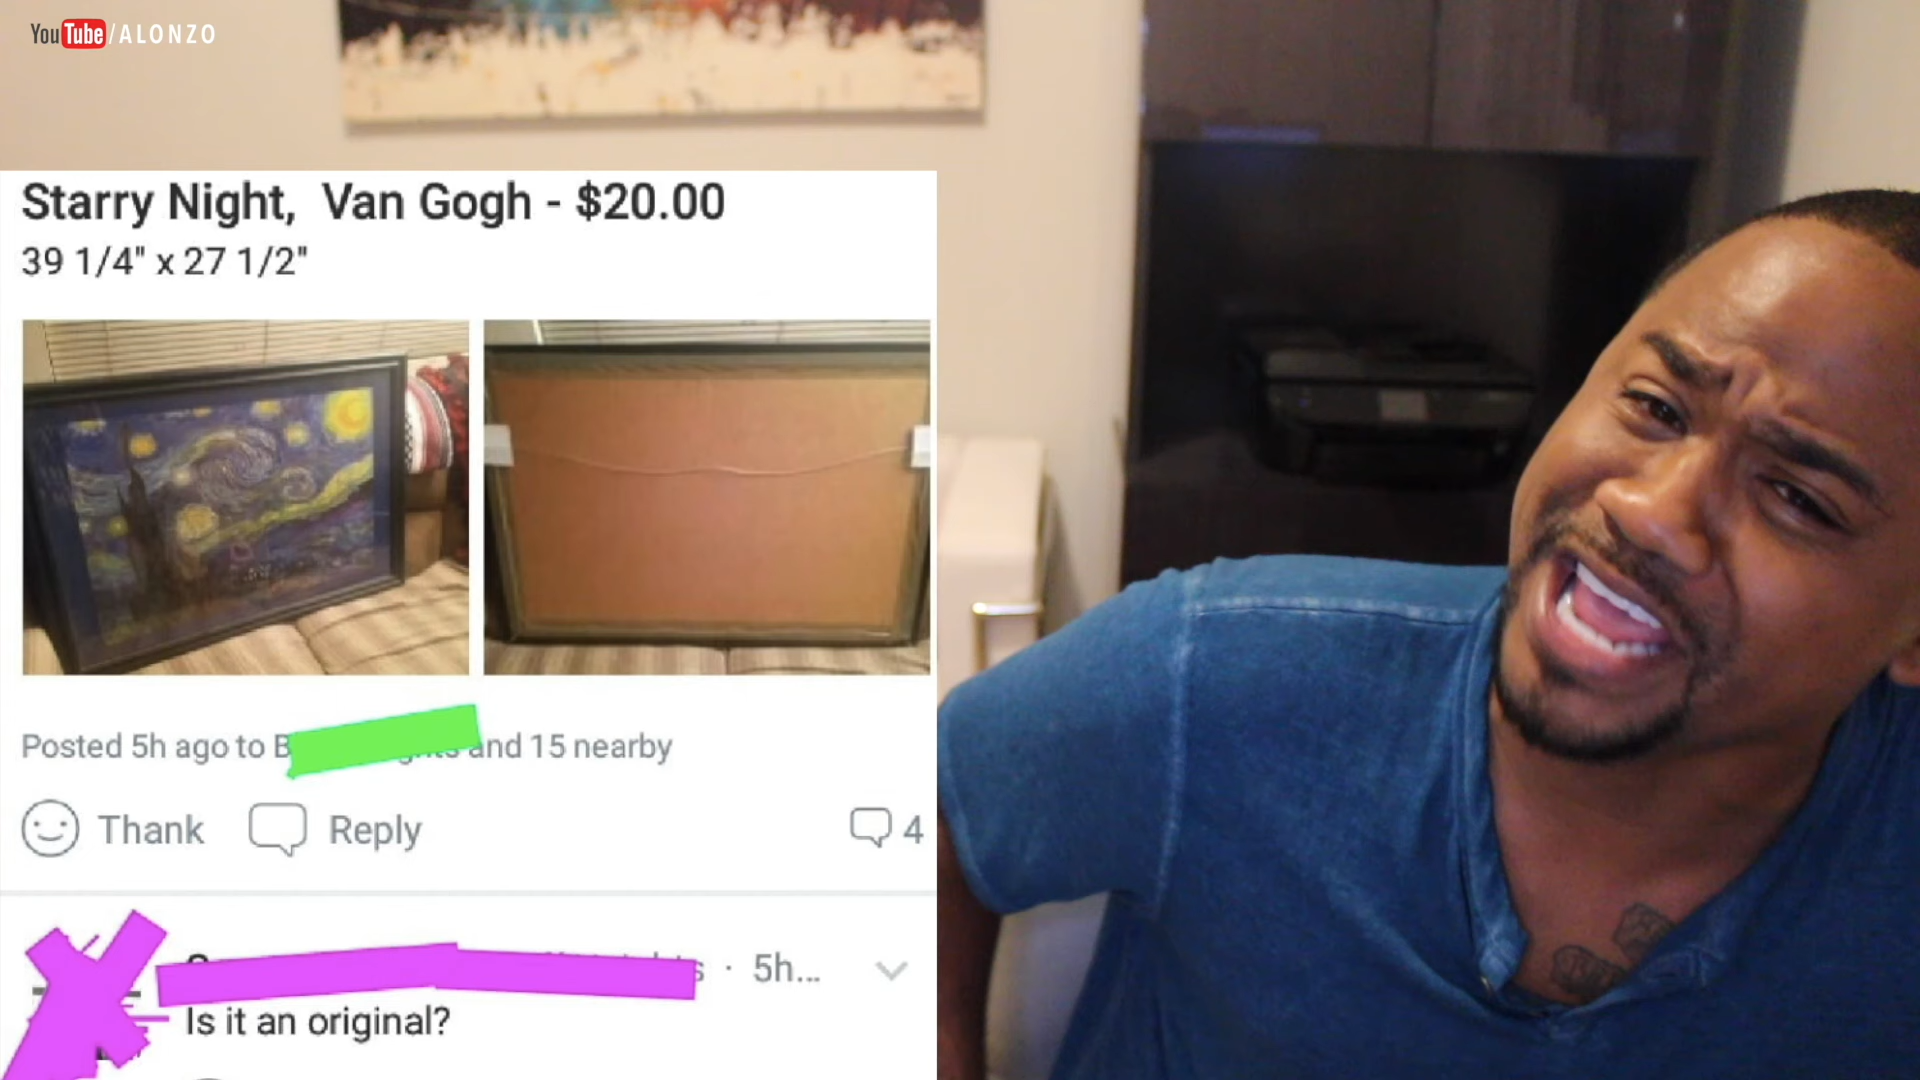 YouTube/ALONZO
Starry Night, Van Gogh - $20.00
39 1/4" x 27 1/2"
Posted 5h ago to B and 15 nearby
Thank Reply 4
5h...
Is it an original?